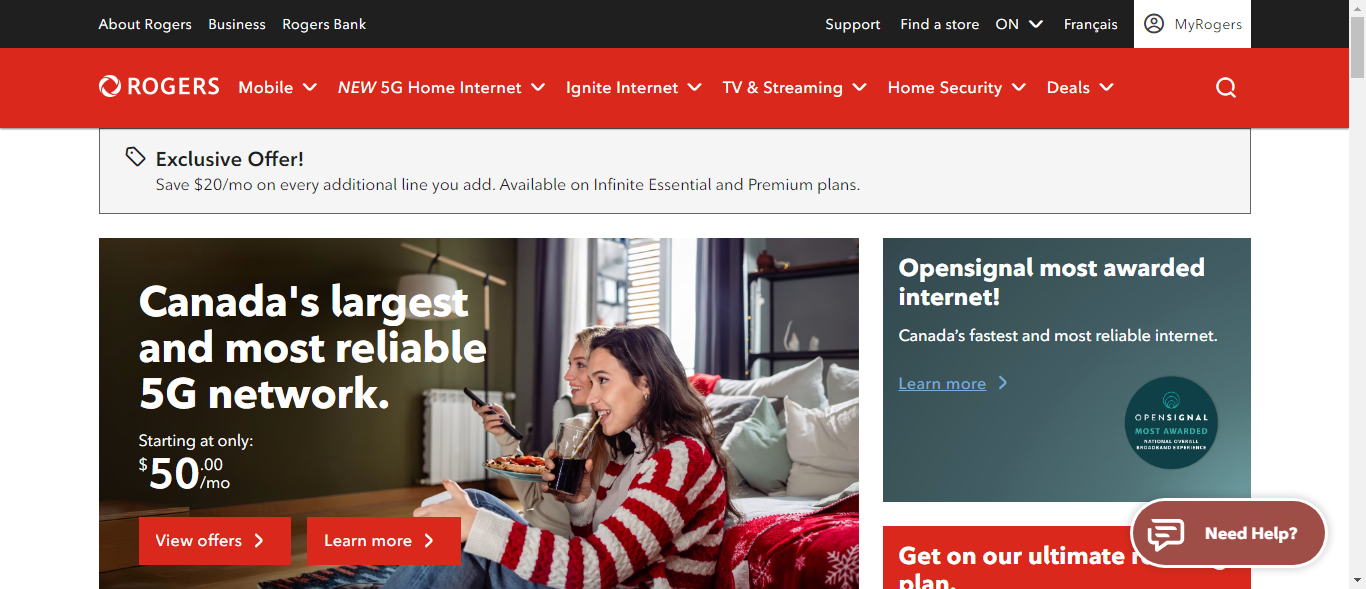 About Rogers Business Rogers Bank Support Find a store ON Français MyRogers
ROGERS Mobile NEW 5G Home Internet Ignite Internet TV & Streaming Home Security Deals
Exclusive Offer!
Save $20/mo on every additional line you add. Available on Infinite Essential and Premium plans.
Canada's largest
and most reliable
5G network.
Starting at only:
$50.00/mo
View offers Learn more
Opensignal most awarded
internet!
Canada's fastest and most reliable internet.
Learn more
OPENSIGNAL
MOST AWARDED
NATIONAL OVERALL
BROADBAND EXPERIENCE
Get on our ultimate
plan.
Need Help?